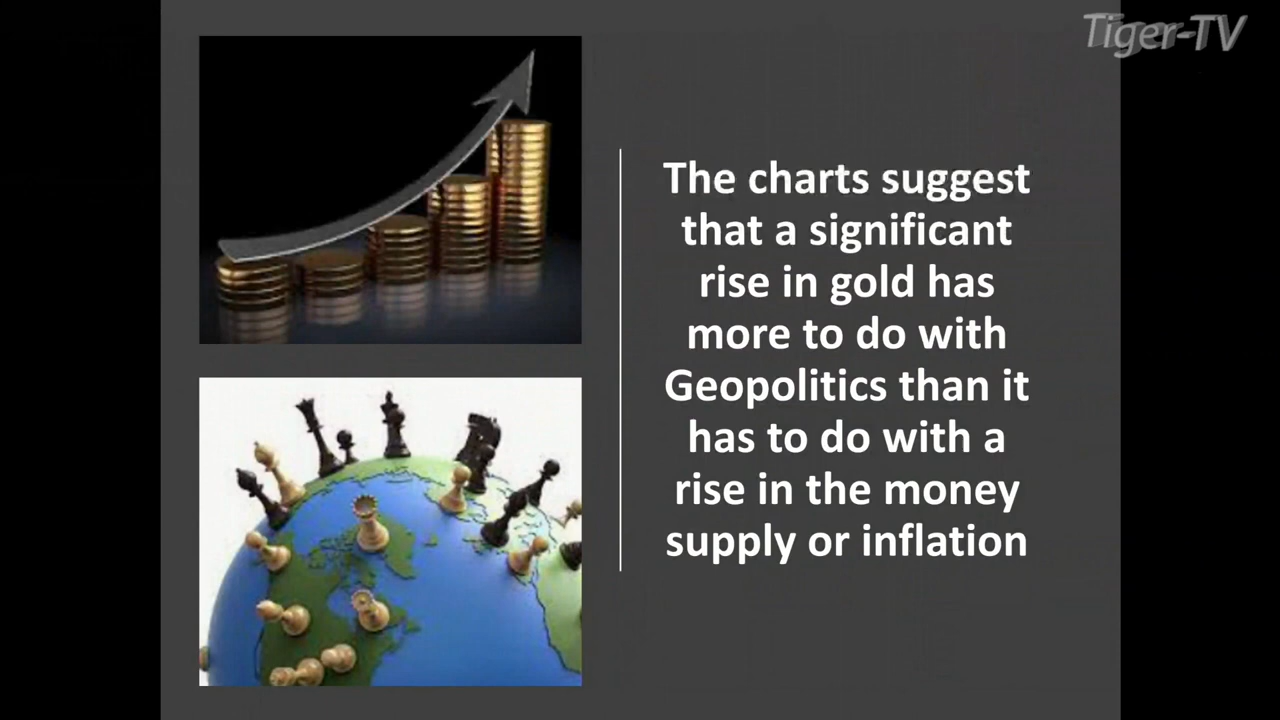 Tiger-TV
The charts suggest
that a significant
rise in gold has
more to do with
Geopolitics than it
has to do with a
rise in the money
supply or inflation